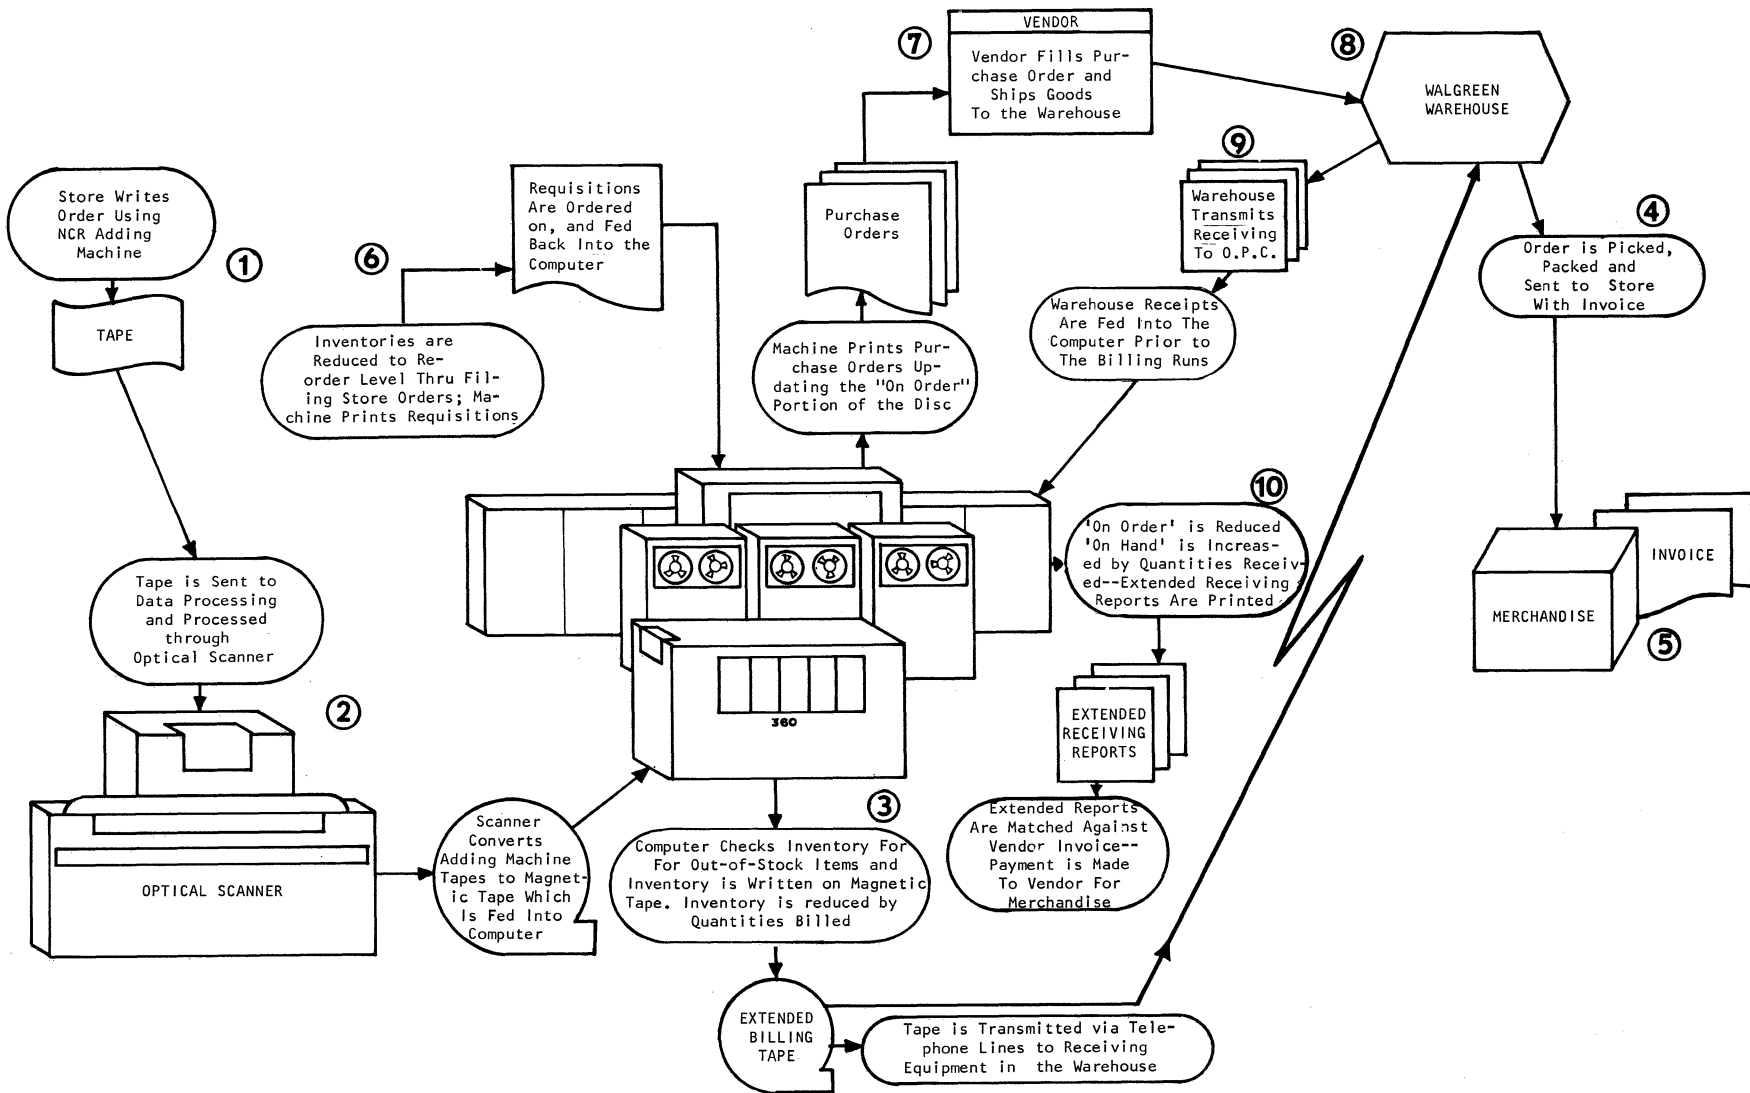 Store Writes
Order Using
NCR Adding
Machine
1
TAPE
Tape is Sent to
Data Processing
and Processed
through
Optical Scanner
2
OPTICAL SCANNER
Scanner
Converts
Adding Machine
Tapes to Magnet-
ic Tape Which
Is Fed Into
Computer
360
3
Computer Checks Inventory For
For Out-of-Stock Items and
Inventory is Written on Magnetic
Tape. Inventory is reduced by
Quantities Billed
EXTENDED
BILLING
TAPE
Tape is Transmitted via Tele-
phone Lines to Receiving
Equipment in the Warehouse
4
Order is Picked,
Packed and
Sent to Store
With Invoice
5
MERCHANDISE
INVOICE
6
Inventories are
Reduced to Re-
order Level Thru Fil-
ing Store Orders; Ma-
chine Prints Requisitions
Requisitions
Are Ordered
on, and Fed
Back Into the
Computer
Machine Prints Pur-
chase Orders Up-
dating the "On Order"
Portion of the Disc
Purchase
Orders
7
VENDOR
Vendor Fills Pur-
chase Order and
Ships Goods
To the Warehouse
8
WALGREEN
WAREHOUSE
9
Warehouse
Transmits
Receiving
To O.P.C.
Warehouse Receipts
Are Fed Into The
Computer Prior to
The Billing Runs
10
'On Order' is Reduced
'On Hand' is Increas-
ed by Quantities Receiv-
ed--Extended Receiving
Reports Are Printed
EXTENDED
RECEIVING
REPORTS
Extended Reports
Are Matched Against
Vendor Invoice--
Payment is Made
To Vendor For
Merchandise